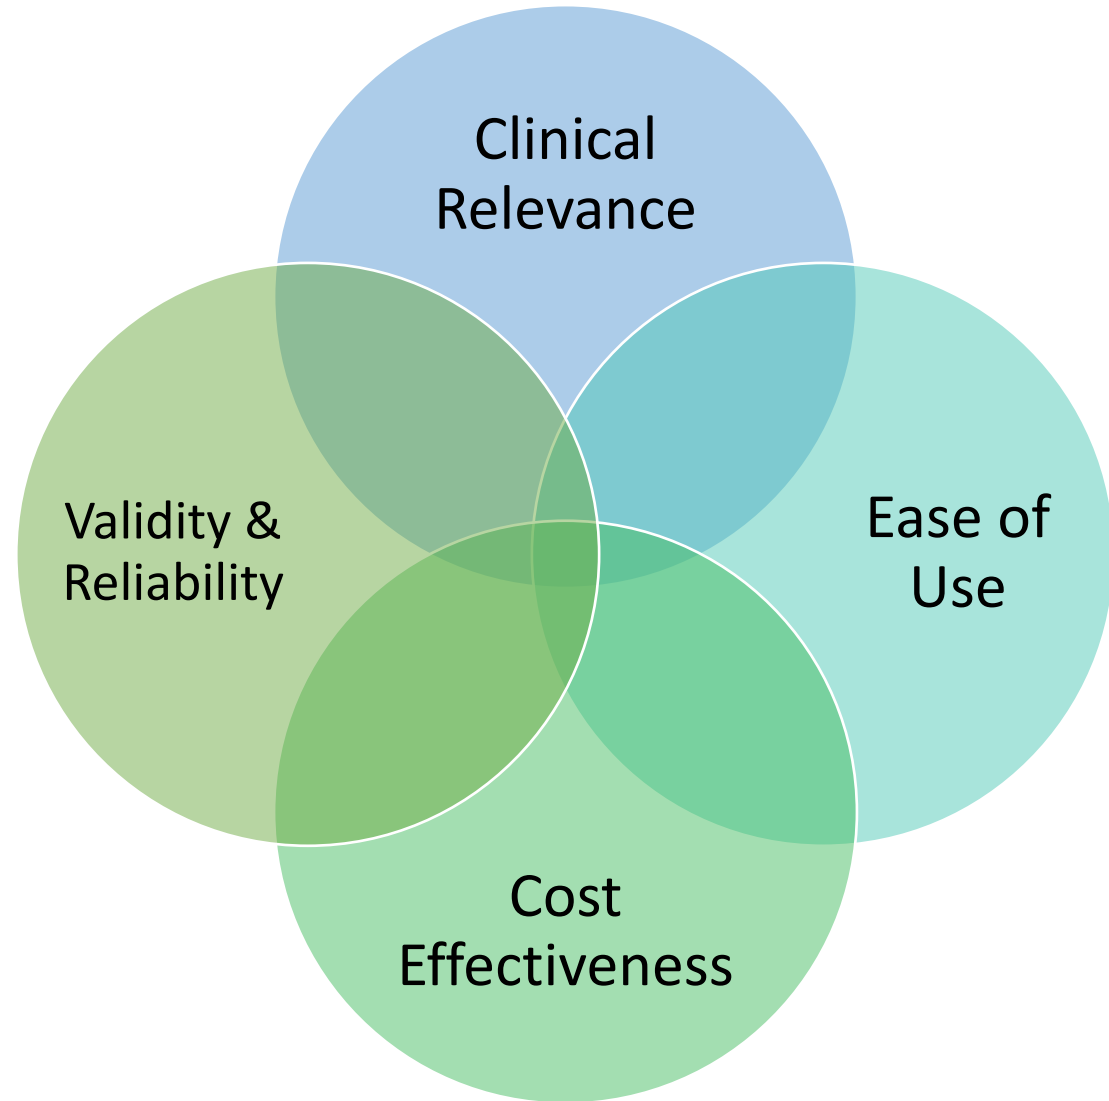 Clinical
Relevance
Validity &
Reliability
Ease of
Use
Cost
Effectiveness